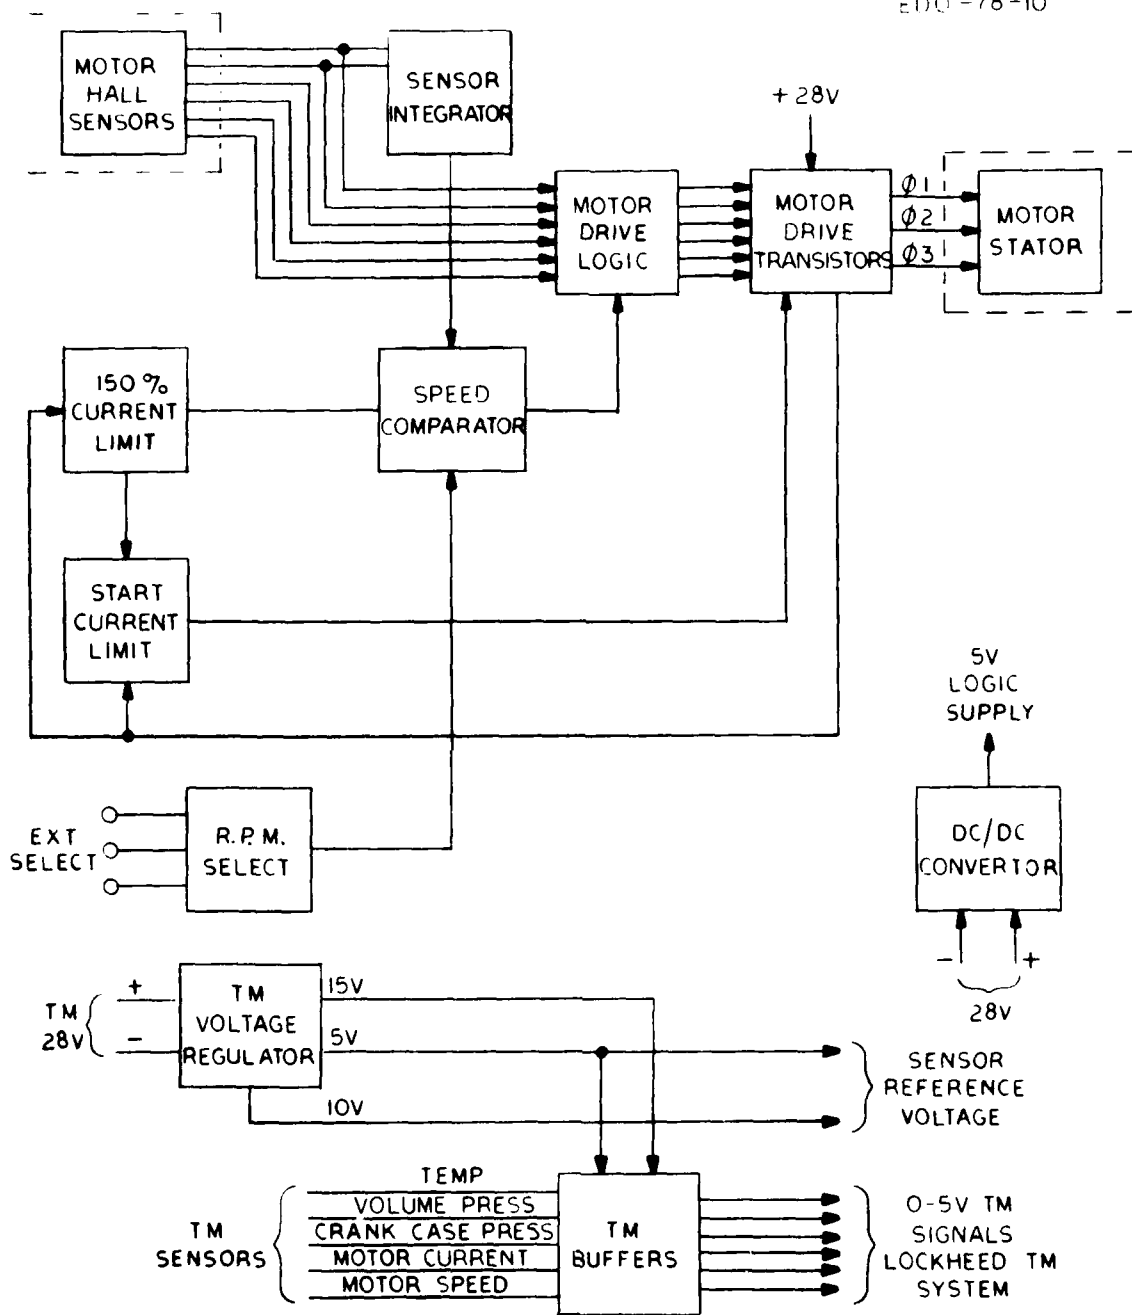 EDO-78-10
MOTOR
HALL
SENSORS
SENSOR
INTEGRATOR
+28V
MOTOR
DRIVE
LOGIC
MOTOR
DRIVE
TRANSISTORS
Ø1
Ø2
Ø3
MOTOR
STATOR
150%
CURRENT
LIMIT
SPEED
COMPARATOR
START
CURRENT
LIMIT
5V
LOGIC
SUPPLY
EXT
SELECT
R.P.M.
SELECT
DC/DC
CONVERTOR
- +
28V
TM
28V
+
-
TM
VOLTAGE
REGULATOR
15V
5V
10V
SENSOR
REFERENCE
VOLTAGE
TM
SENSORS
TEMP
VOLUME PRESS
CRANK CASE PRESS
MOTOR CURRENT
MOTOR SPEED
TM
BUFFERS
0-5V TM
SIGNALS
LOCKHEED TM
SYSTEM